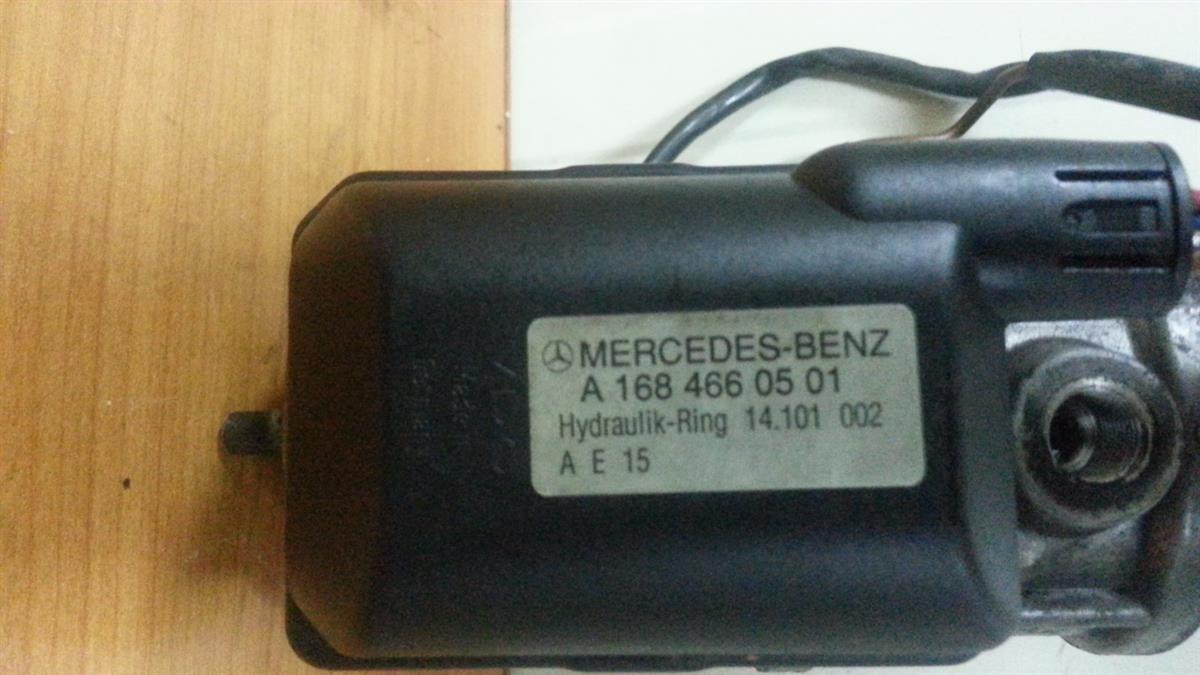 MERCEDES-BENZ
A 168 466 05 01
Hydraulik-Ring 14.101 002
A E 15